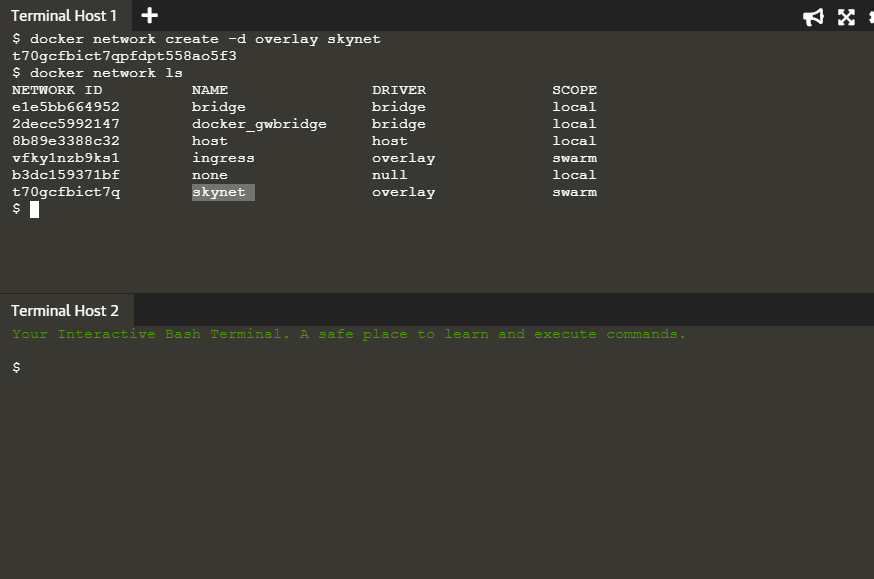 Terminal Host 1
$ docker network create -d overlay skynet
t70gcfbict7qpfdpt558ao5f3
$ docker network ls
NETWORK ID NAME DRIVER SCOPE
e1e5bb664952 bridge bridge local
2decc5992147 docker_gwbridge bridge local
8b89e3388c32 host host local
vfky1nzb9ks1 ingress overlay swarm
b3dc159371bf none null local
t70gcfbict7q skynet overlay swarm
$
Terminal Host 2
Your Interactive Bash Terminal. A safe place to learn and execute commands.
$